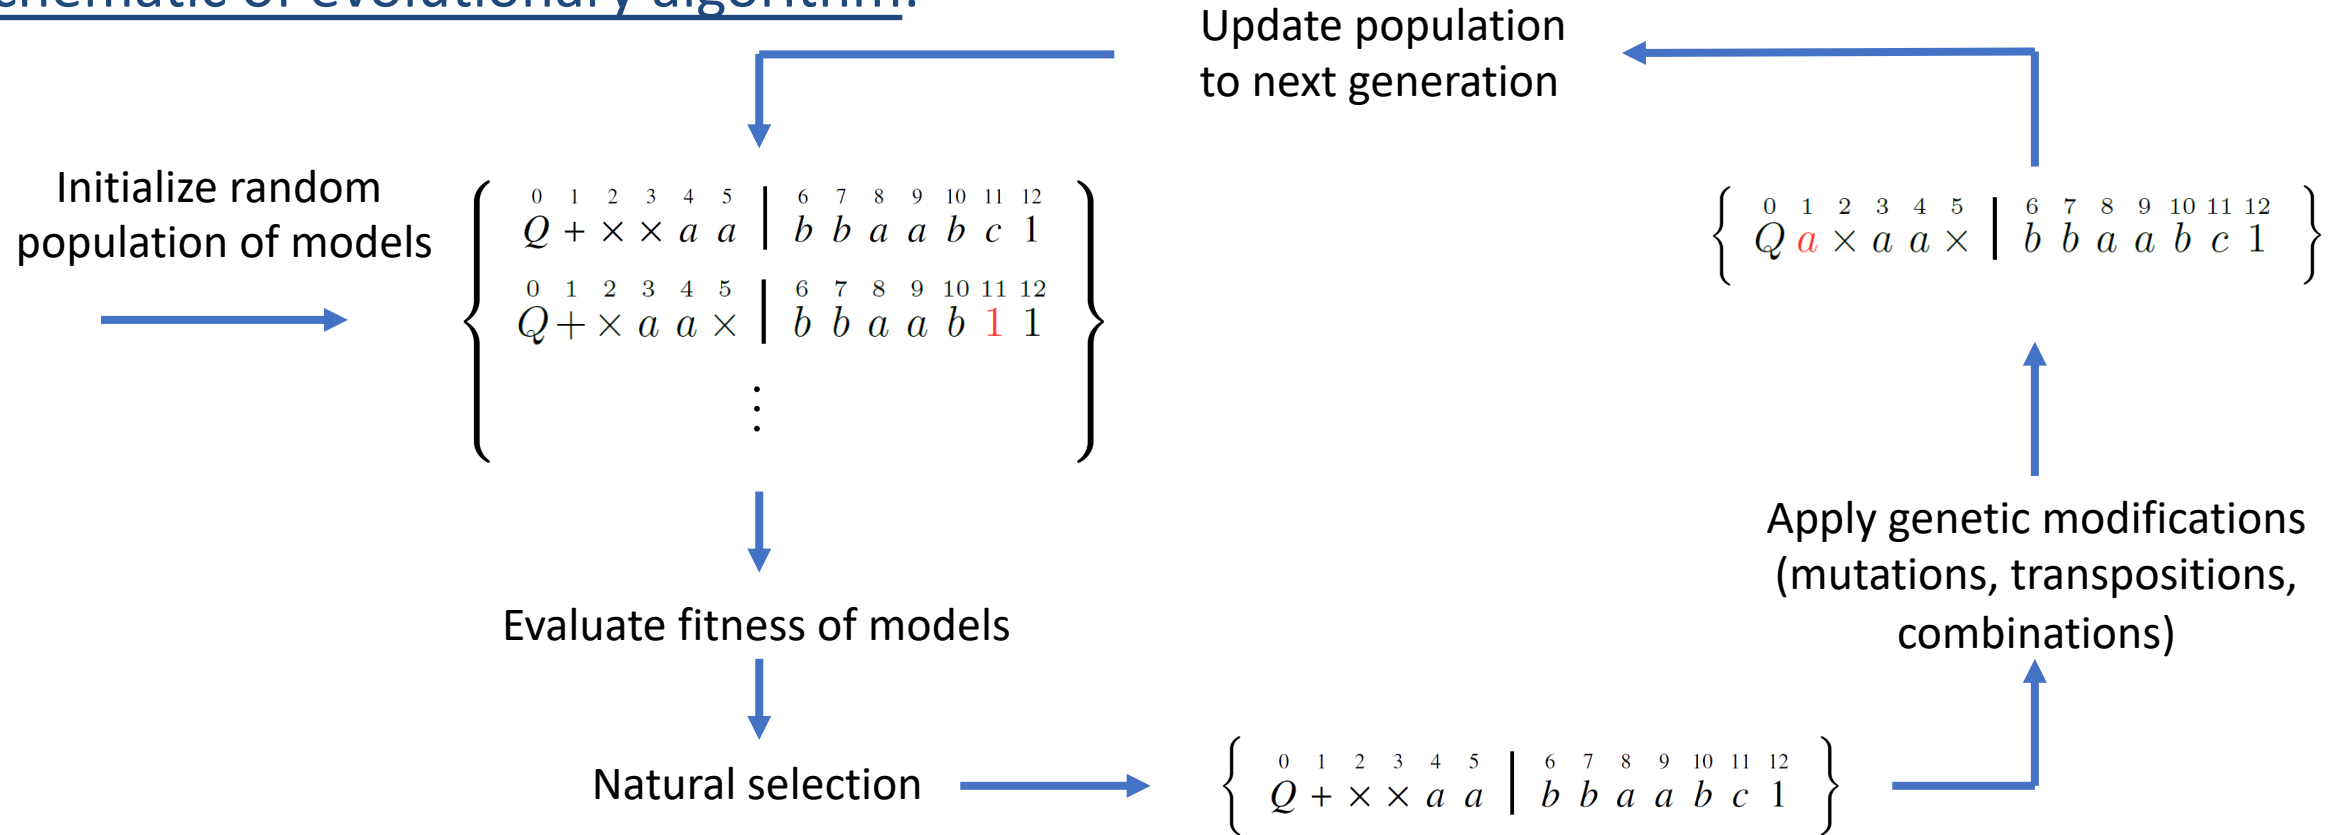 chematic of evolutionary algorithm:
Update population
to next generation
Initialize random
population of models
0 1 2 3 4 5 6 7 8 9 10 11 12
Q + × × a a | b b a a b c 1
0 1 2 3 4 5 6 7 8 9 10 11 12
Q + × a a × | b b a a b 1 1
⋮
0 1 2 3 4 5 6 7 8 9 10 11 12
Q a × a a × | b b a a b c 1
Evaluate fitness of models
Apply genetic modifications
(mutations, transpositions,
combinations)
Natural selection
0 1 2 3 4 5 6 7 8 9 10 11 12
Q + × × a a | b b a a b c 1